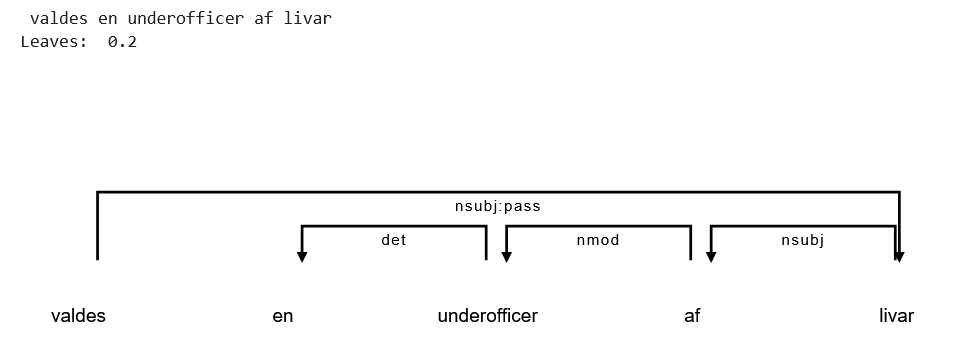 valdes en underofficer af livar
Leaves: 0.2
nsubj:pass
det nmod nsubj
valdes en underofficer af livar